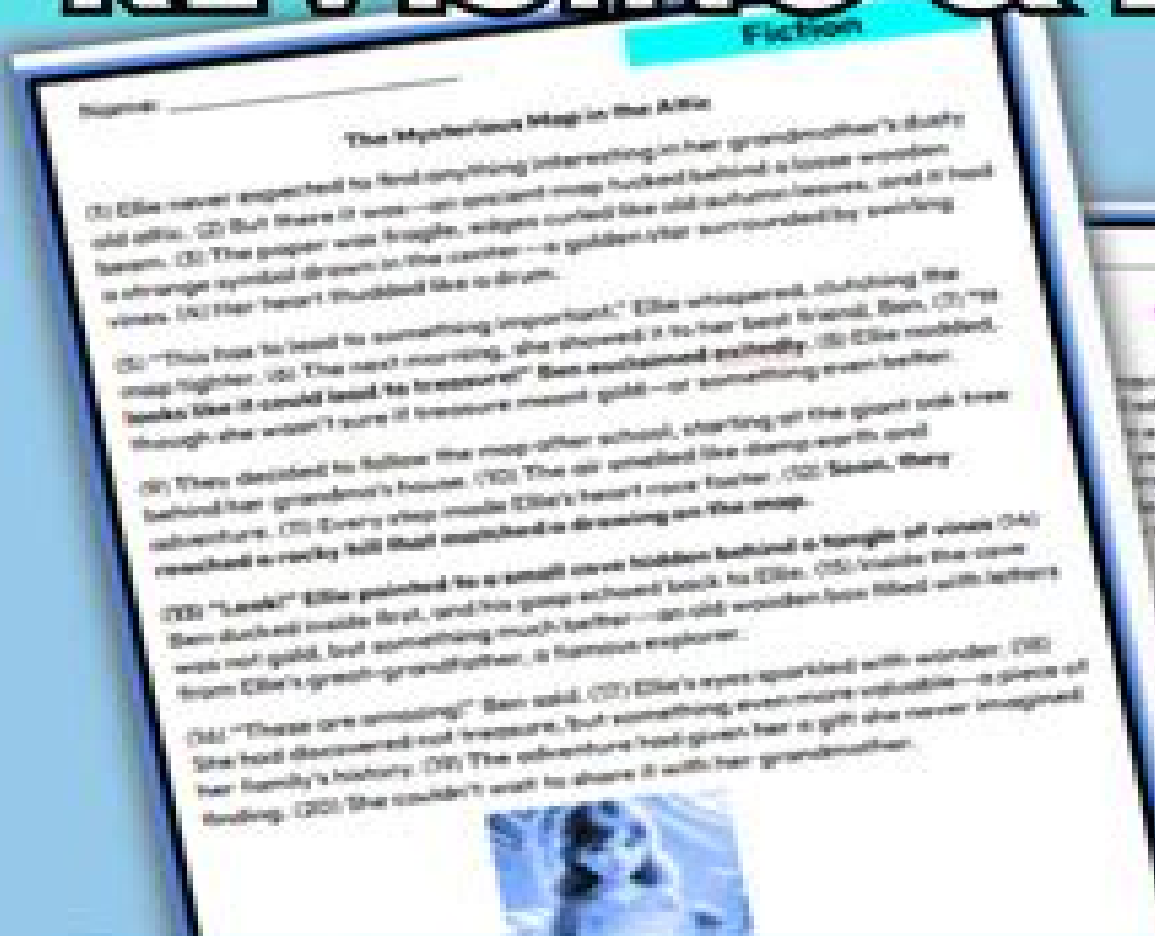 REVISING &
Fiction
Name:
The Mysterious Map in the Attic
(1) Ellie never expected to find anything interesting in her grandmother's dusty
old attic. (2) But there it was—an ancient map tucked behind a loose wooden
beam. (3) The paper was fragile, edges curled like old autumn leaves, and it had
a strange symbol drawn in the center—a golden star surrounded by swirling
vines. (4) Her heart thudded like a drum.
(5) "This has to lead to something important," Ellie whispered, clutching the
map tighter. (6) The next morning, she showed it to her best friend, Ben. (7) "It
looks like it could lead to treasure!" Ben exclaimed exitedly. (8) Ellie nodded,
though she wasn't sure if treasure meant gold—or something even better.
(9) They decided to follow the map after school, starting at the giant oak tree
behind her grandma's house. (10) The air smelled like damp earth and
adventure. (11) Every step made Ellie's heart race faster. (12) Soon, they
reached a rocky hill that matched a drawing on the map.
(13) "Look!" Ellie pointed to a small cave hidden behind a tangle of vines (14)
Ben ducked inside first, and his gasp echoed back to Ellie. (15) Inside the cave
was not gold, but something much better—an old wooden box filled with letters
from Ellie's great-grandfather, a famous explorer.
(16) "These are amazing!" Ben said. (17) Ellie's eyes sparkled with wonder. (18)
She had discovered not treasure, but something even more valuable—a piece of
her family's history. (19) The adventure had given her a gift she never imagined
finding. (20) She couldn't wait to share it with her grandmother.